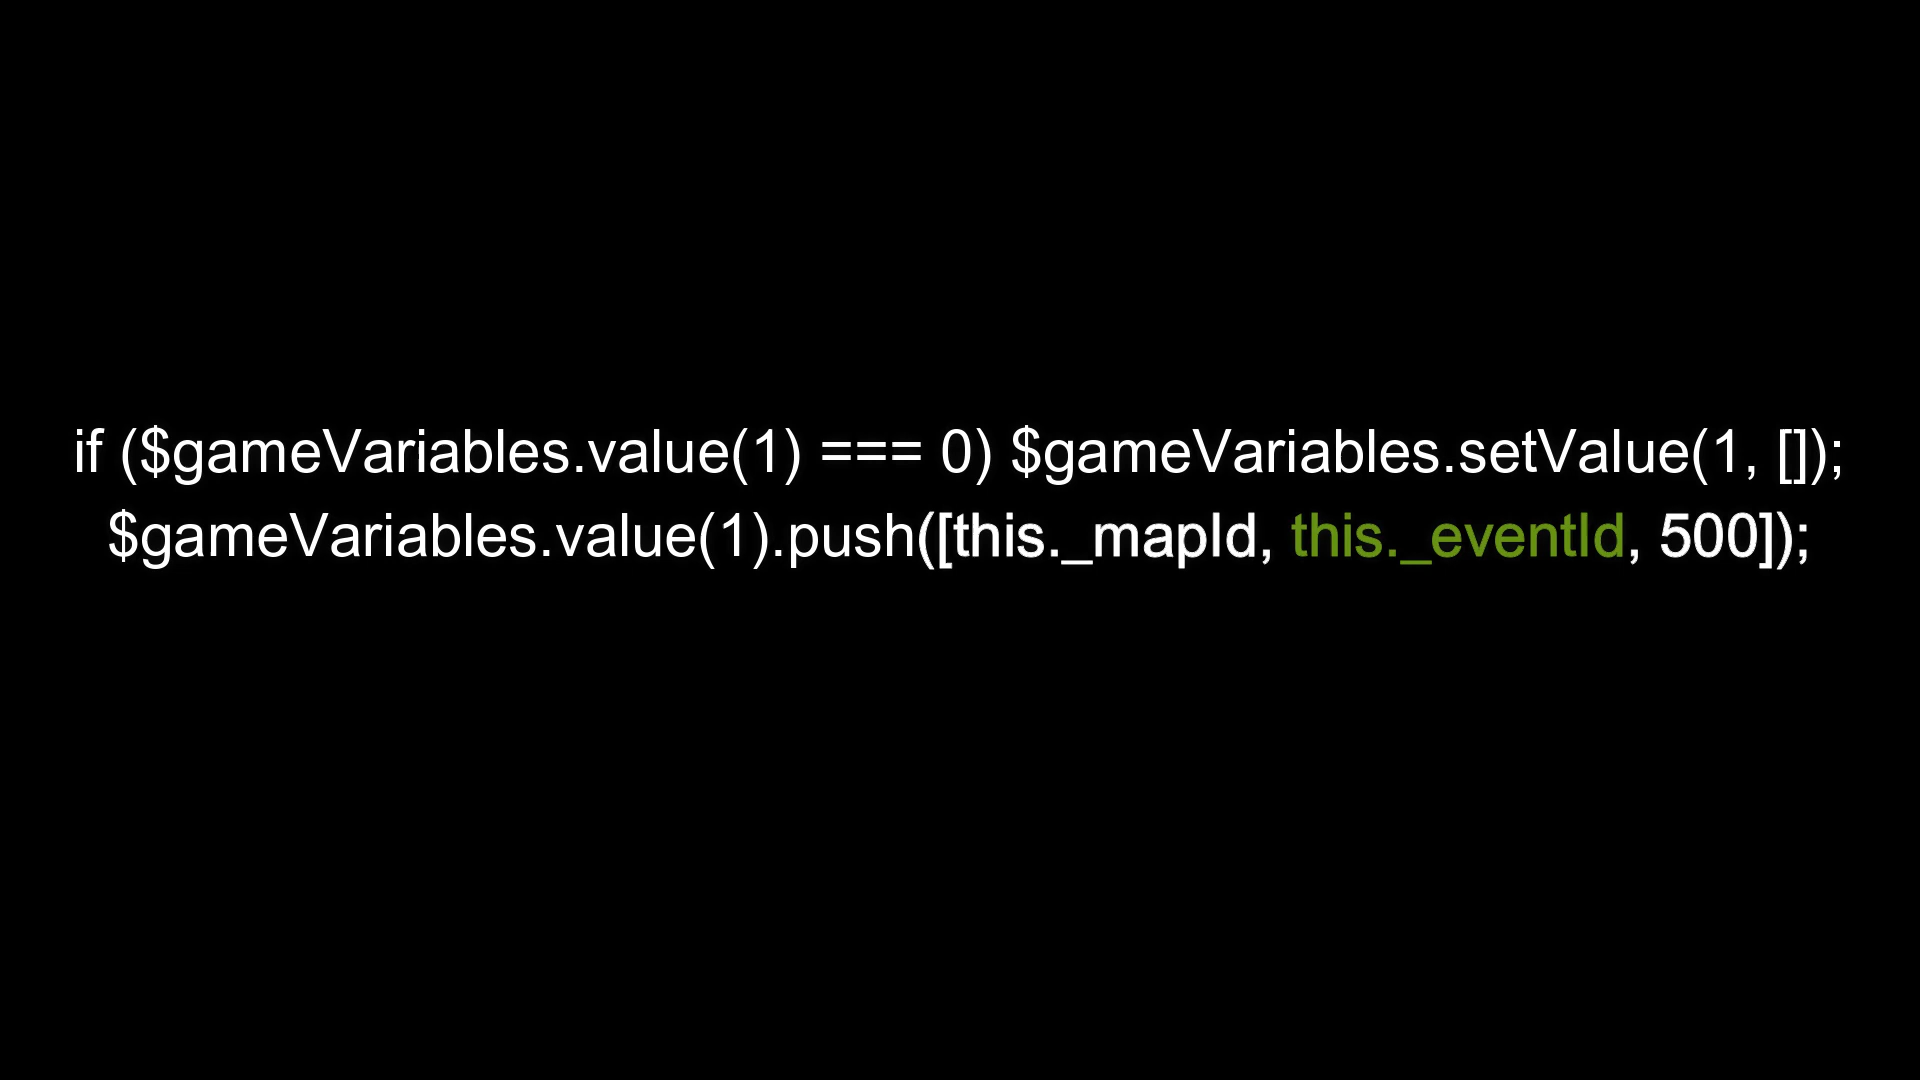 if ($gameVariables.value(1) === 0) $gameVariables.setValue(1, []);
$gameVariables.value(1).push([this._mapId, this._eventId, 500]);